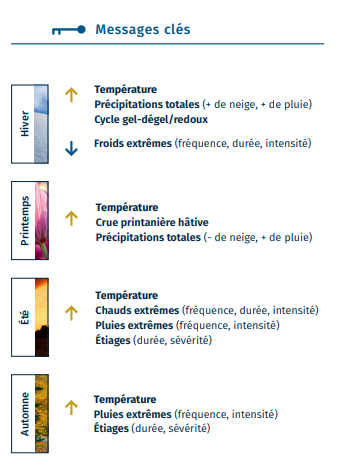 Messages clés
Hiver
Température
Précipitations totales (+ de neige, + de pluie)
Cycle gel-dégel/redoux
Froids extrêmes (fréquence, durée, intensité)
Printemps
Température
Crue printanière hâtive
Précipitations totales (- de neige, + de pluie)
Été
Température
Chauds extrêmes (fréquence, durée, intensité)
Pluies extrêmes (fréquence, intensité)
Étiages (durée, sévérité)
Automne
Température
Pluies extrêmes (fréquence, intensité)
Étiages (durée, sévérité)